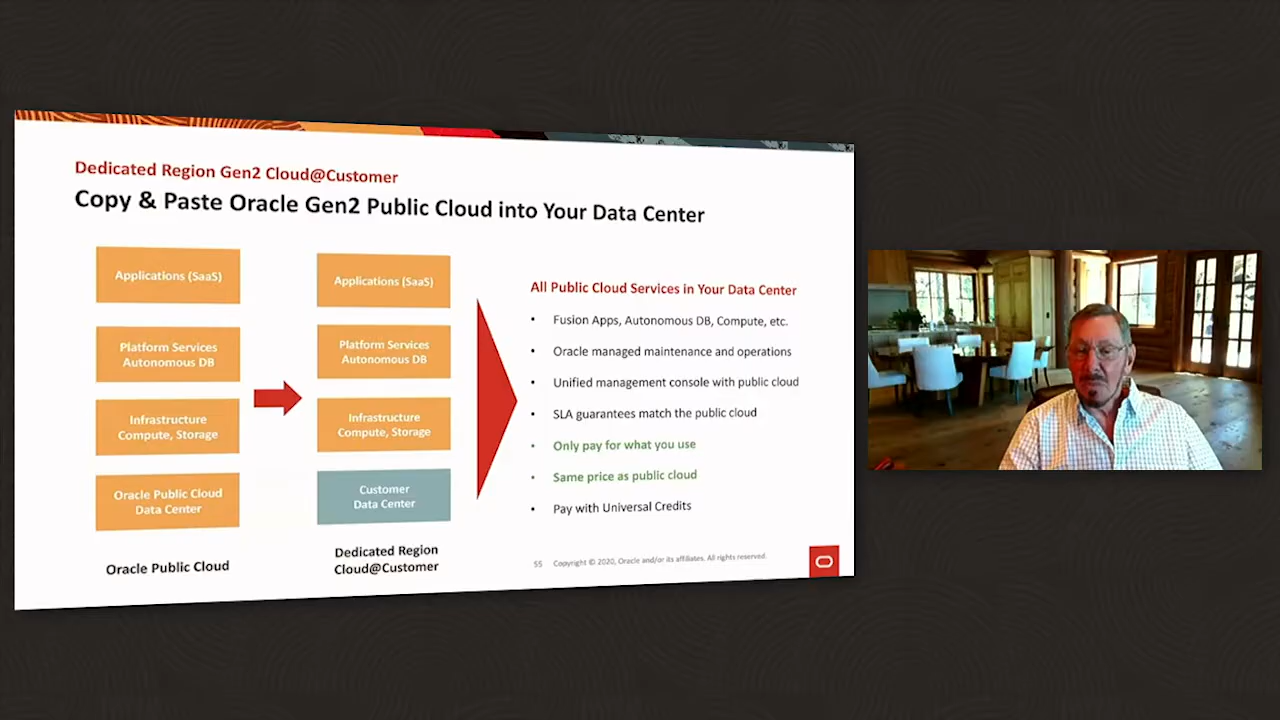 Dedicated Region Gen2 Cloud@Customer
Copy & Paste Oracle Gen2 Public Cloud into Your Data Center
Applications (SaaS)
Platform Services
Autonomous DB
Infrastructure
Compute, Storage
Oracle Public Cloud
Data Center
Oracle Public Cloud
Applications (SaaS)
Platform Services
Autonomous DB
Infrastructure
Compute, Storage
Customer
Data Center
Dedicated Region
Cloud@Customer
All Public Cloud Services in Your Data Center
• Fusion Apps, Autonomous DB, Compute, etc.
• Oracle managed maintenance and operations
• Unified management console with public cloud
• SLA guarantees match the public cloud
• Only pay for what you use
• Same price as public cloud
• Pay with Universal Credits
55 Copyright © 2020, Oracle and/or its affiliates. All rights reserved.